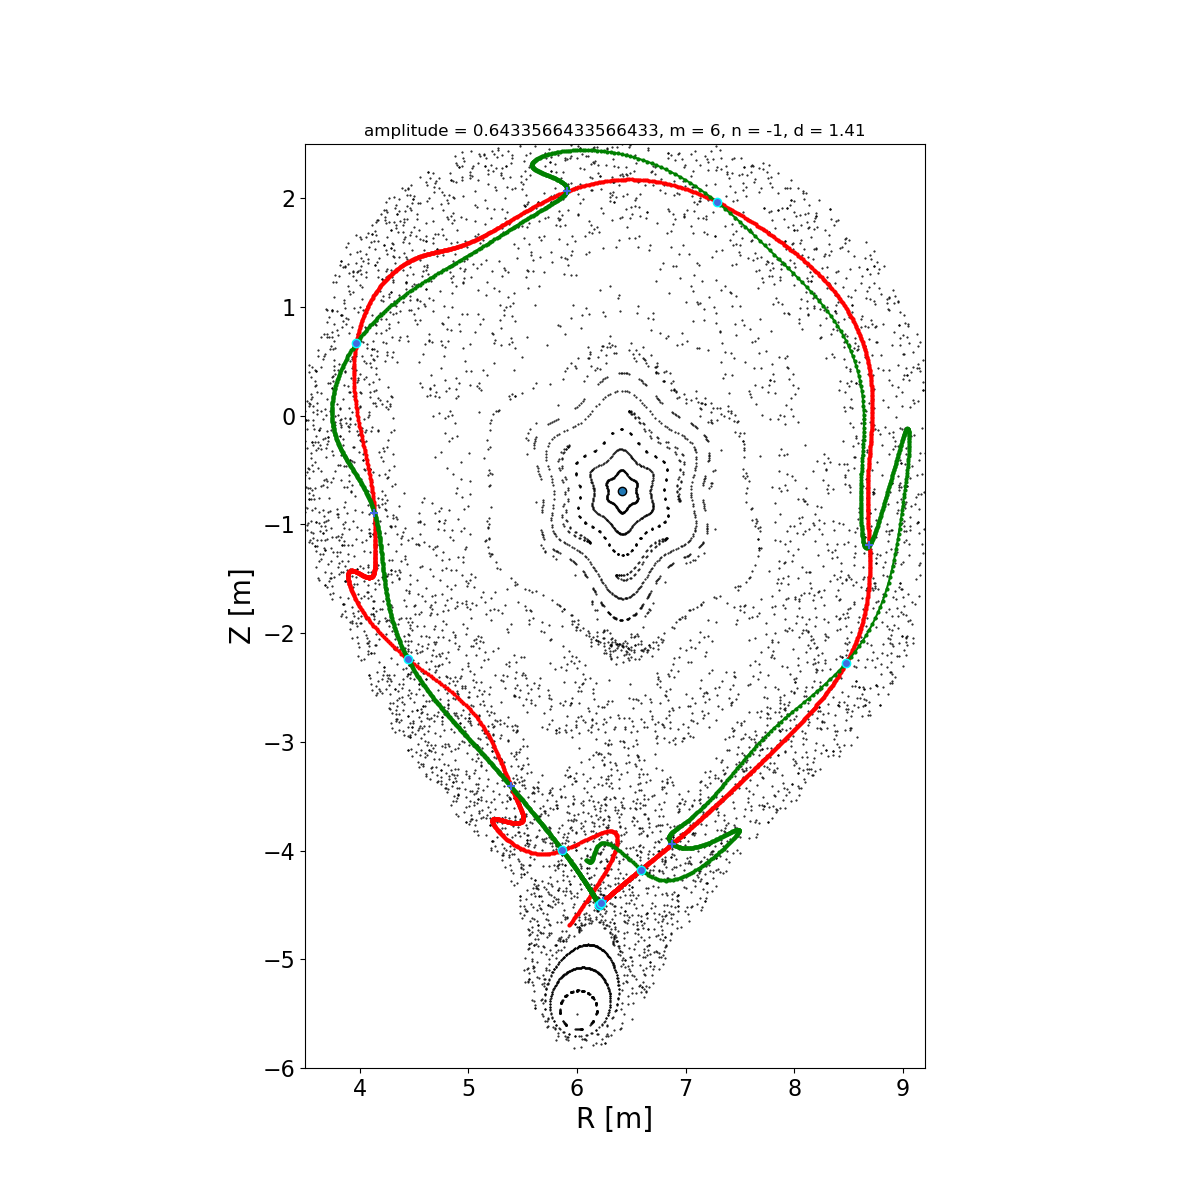 amplitude = 0.6433566433566433, m = 6, n = -1, d = 1.41
2
1
0
−1
−2
−3
−4
−5
−6
Z [m]
4 5 6 7 8 9
R [m]